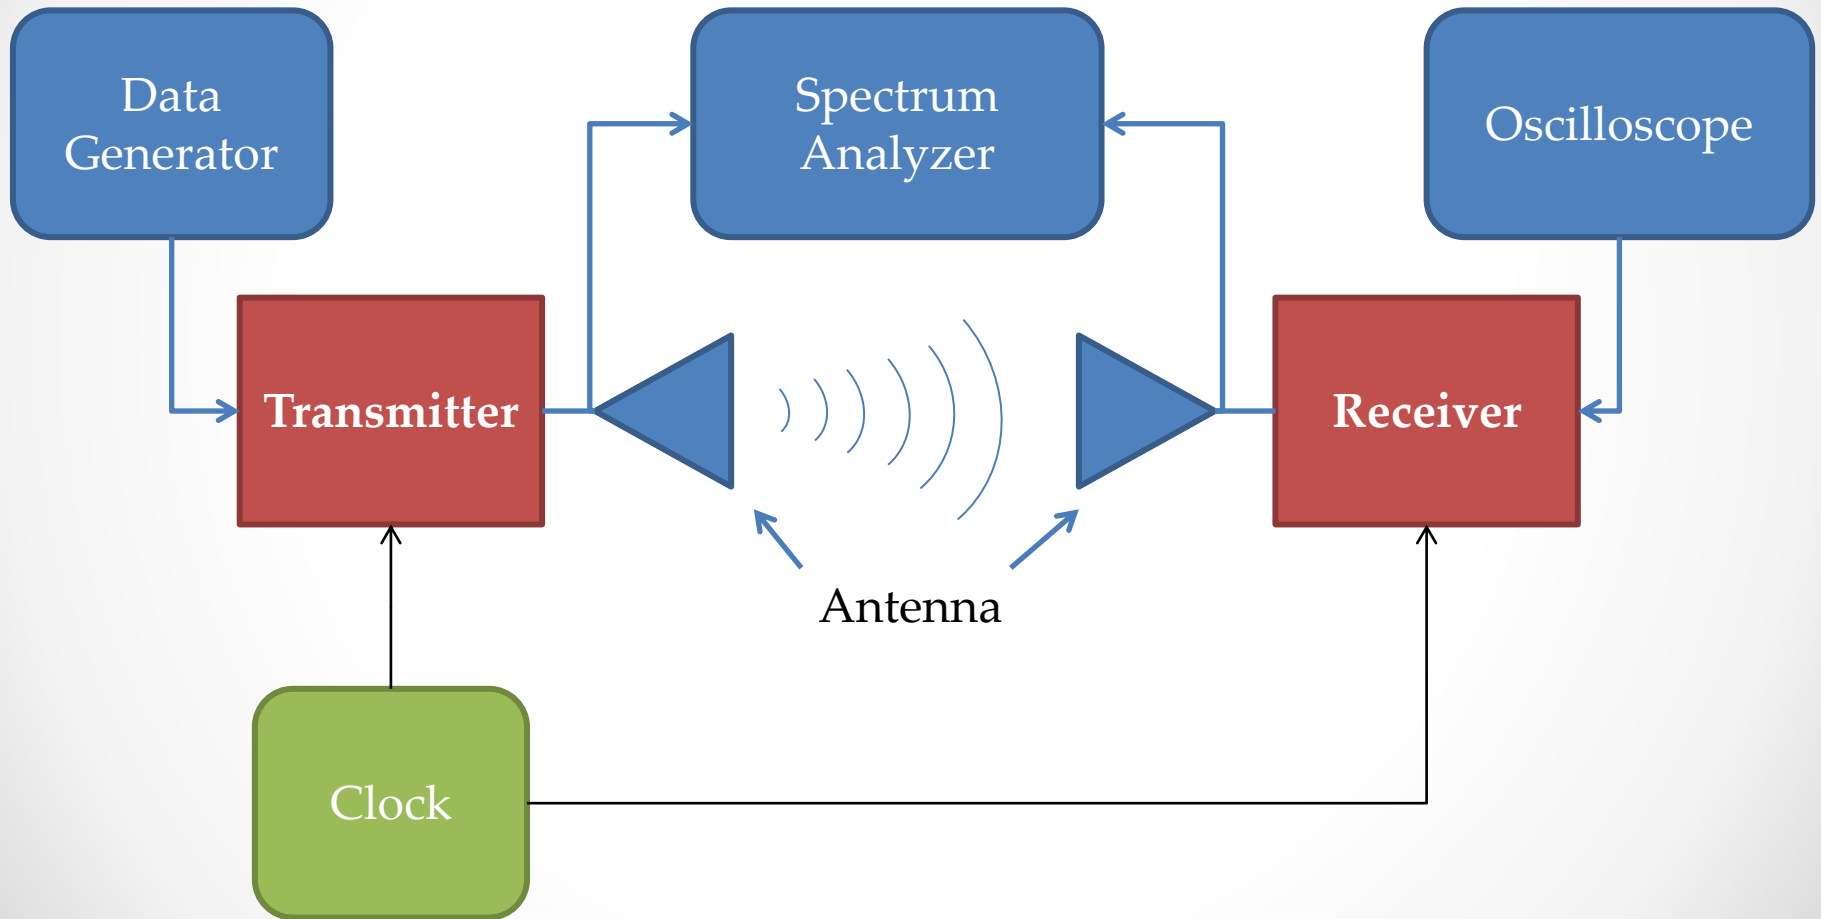 Data
Generator
Spectrum
Analyzer
Oscilloscope
Transmitter
Receiver
Antenna
Clock